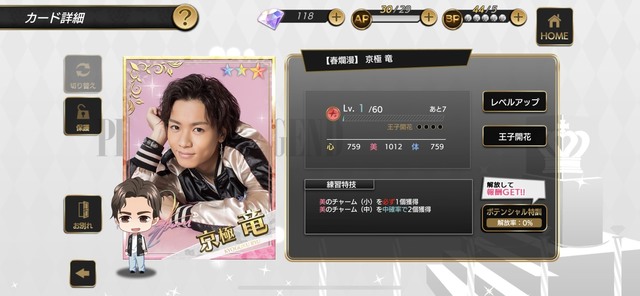 カード詳細
?
118
AP
30/29
BP
44/5
HOME
切り替え
保護
お別れ
京極 竜
【春爛漫】 京極 竜
Lv. 1 /60
あと7
王子開花
心 759 美 1012 体 759
練習特技
美のチャーム（小）を必ず1個獲得
美のチャーム（中）を中確率で2個獲得
レベルアップ
王子開花
解放して
報酬GET!!
ポテンシャル特訓
解放率：0%